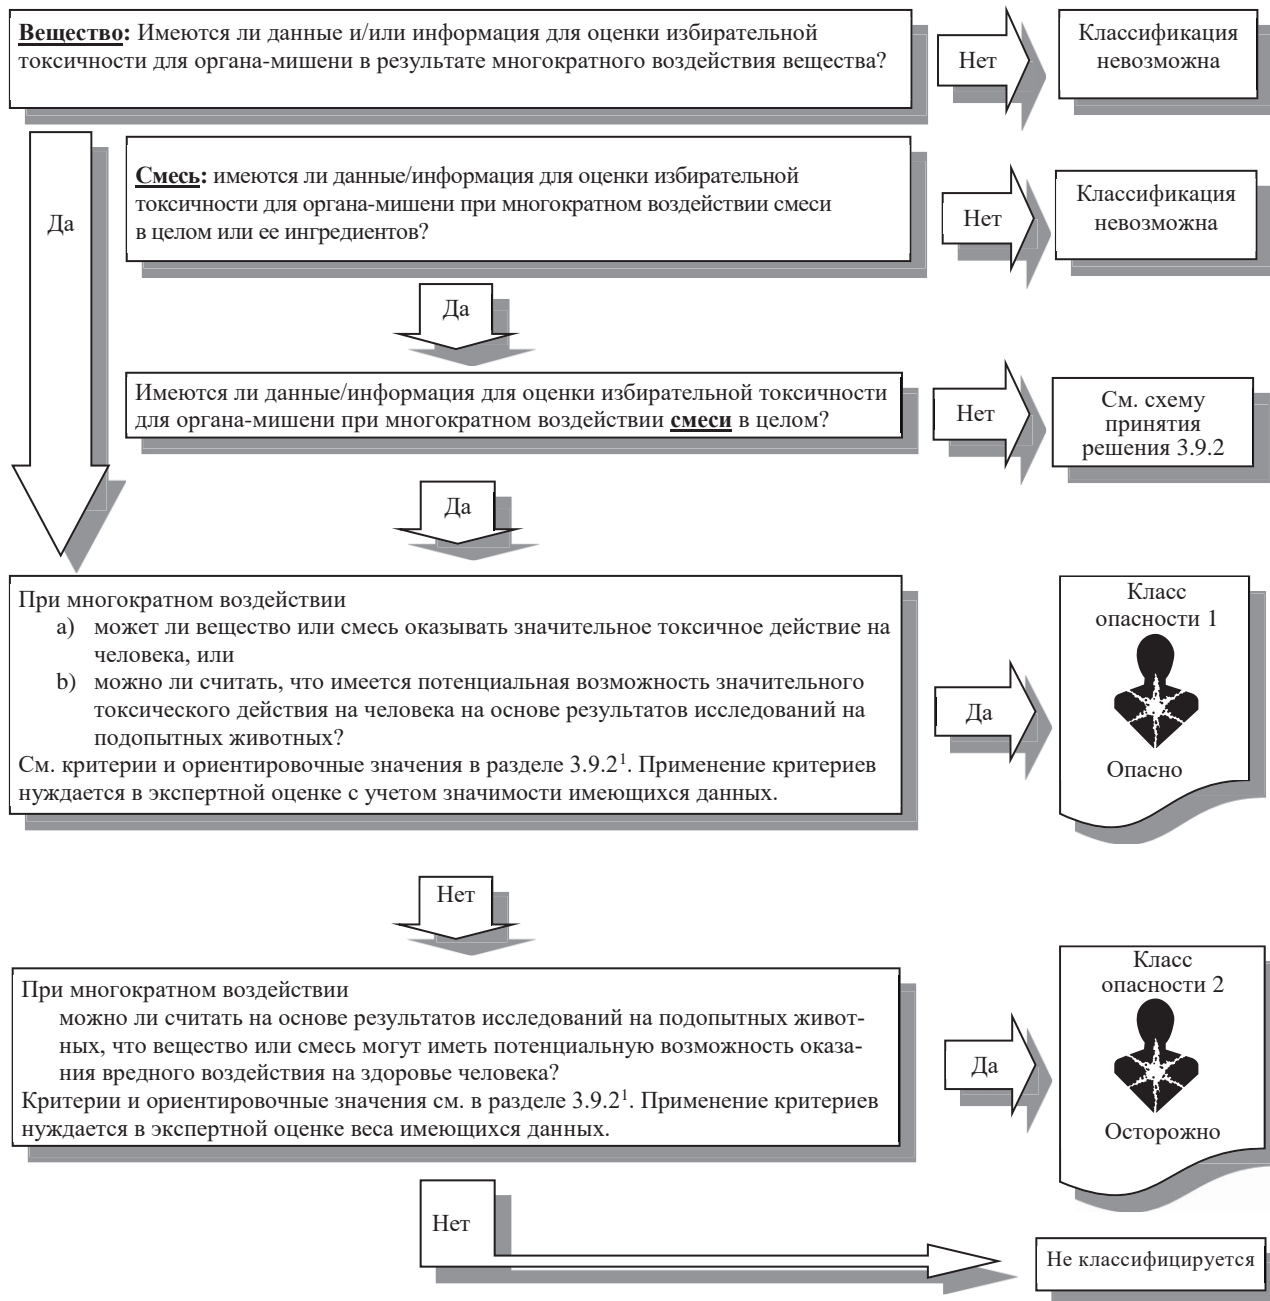 Вещество: Имеются ли данные и/или информация для оценки избирательной
токсичности для органа-мишени в результате многократного воздействия вещества?
Нет
Классификация
невозможна
Да
Смесь: имеются ли данные/информация для оценки избирательной
токсичности для органа-мишени при многократном воздействии смеси
в целом или ее ингредиентов?
Нет
Классификация
невозможна
Да
Имеются ли данные/информация для оценки избирательной токсичности
для органа-мишени при многократном воздействии смеси в целом?
Нет
См. схему
принятия
решения 3.9.2
Да
При многократном воздействии
a) может ли вещество или смесь оказывать значительное токсичное действие на
человека, или
b) можно ли считать, что имеется потенциальная возможность значительного
токсического действия на человека на основе результатов исследований на
подопытных животных?
См. критерии и ориентировочные значения в разделе 3.9.2¹. Применение критериев
нуждается в экспертной оценке с учетом значимости имеющихся данных.
Да
Класс
опасности 1
Опасно
Нет
При многократном воздействии
можно ли считать на основе результатов исследований на подопытных живот-
ных, что вещество или смесь могут иметь потенциальную возможность оказа-
ния вредного воздействия на здоровье человека?
Критерии и ориентировочные значения см. в разделе 3.9.2¹. Применение критериев
нуждается в экспертной оценке веса имеющихся данных.
Да
Класс
опасности 2
Осторожно
Нет
Не классифицируется